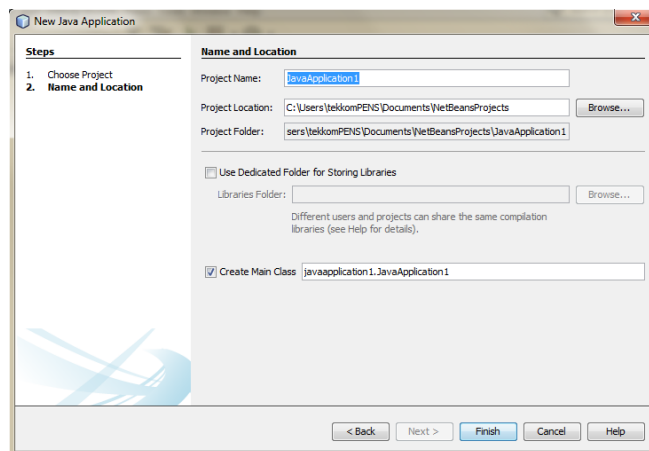 New Java Application
Steps
1. Choose Project
2. Name and Location
Name and Location
Project Name: JavaApplication1
Project Location: C:\Users\tekkomPENS\Documents\NetBeansProjects Browse...
Project Folder: sers\tekkomPENS\Documents\NetBeansProjects\JavaApplication1
Use Dedicated Folder for Storing Libraries
Libraries Folder: Browse...
Different users and projects can share the same compilation
libraries (see Help for details).
Create Main Class javaapplication1.JavaApplication1
< Back Next > Finish Cancel Help